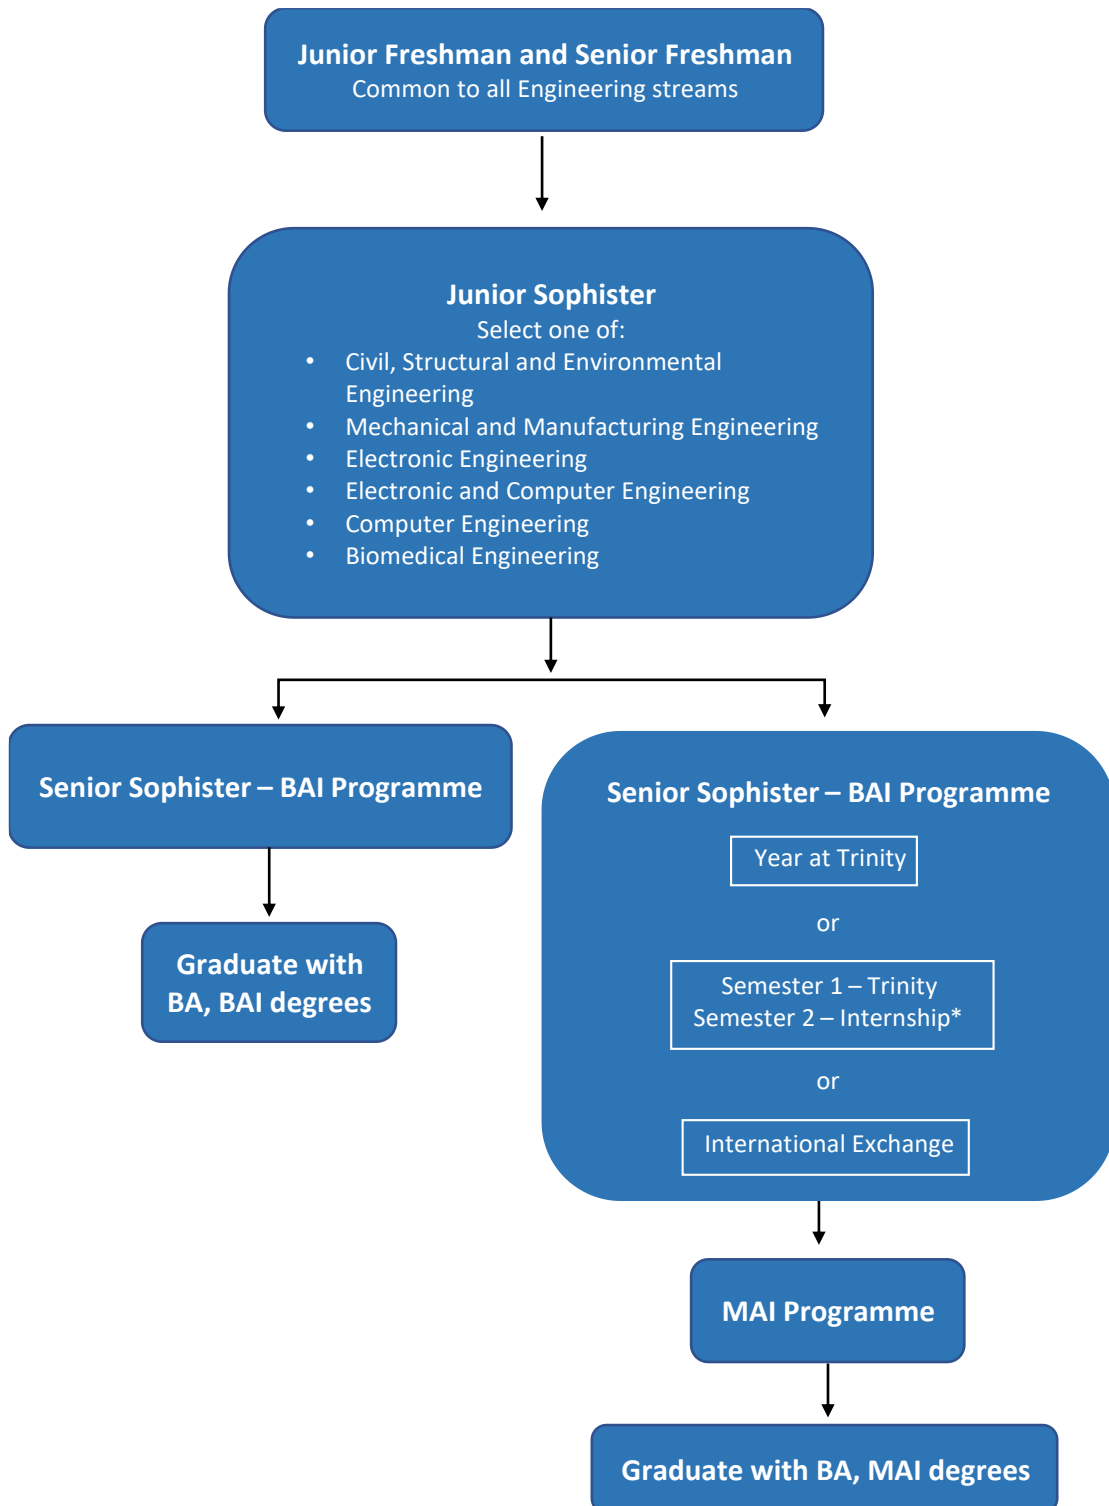 Junior Freshman and Senior Freshman
Common to all Engineering streams
Junior Sophister
Select one of:
• Civil, Structural and Environmental
Engineering
• Mechanical and Manufacturing Engineering
• Electronic Engineering
• Electronic and Computer Engineering
• Computer Engineering
• Biomedical Engineering
Senior Sophister – BAI Programme
Graduate with
BA, BAI degrees
Senior Sophister – BAI Programme
Year at Trinity
or
Semester 1 – Trinity
Semester 2 – Internship*
or
International Exchange
MAI Programme
Graduate with BA, MAI degrees